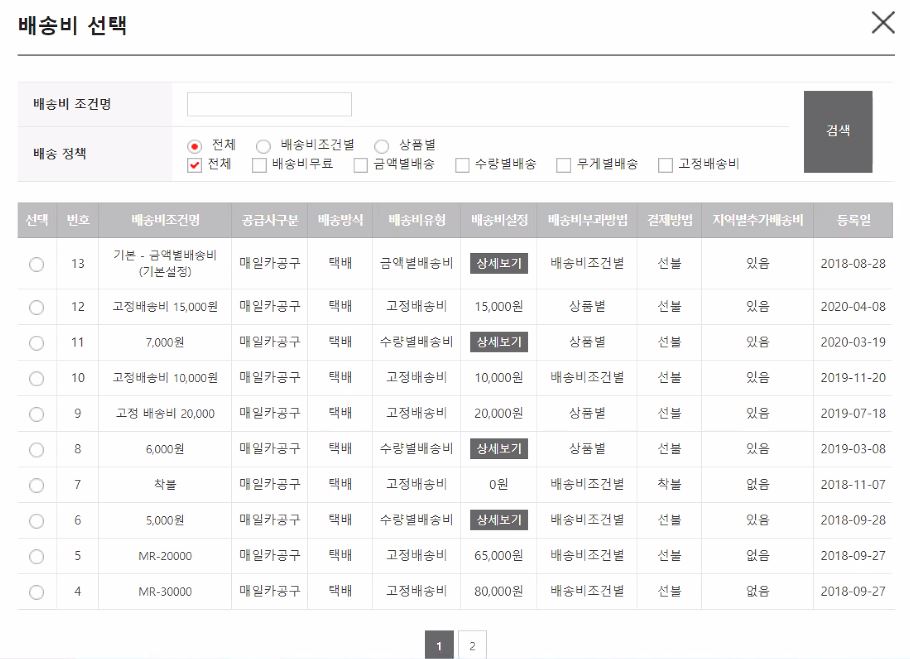 배송비 선택
배송비 조건명
검색
배송 정책
전체 배송비조건별 상품별
전체 배송비무료 금액별배송 수량별배송 무게별배송 고정배송비
선택 번호 배송비조건명 공급사구분 배송방식 배송비유형 배송비설정 배송비부과방법 결제방법 지역별추가배송비 등록일
13 기본 - 금액별배송비 (기본설정) 매일카공구 택배 금액별배송비 상세보기 배송비조건별 선불 있음 2018-08-28
12 고정배송비 15,000원 매일카공구 택배 고정배송비 15,000원 상품별 선불 있음 2020-04-08
11 7,000원 매일카공구 택배 수량별배송비 상세보기 상품별 선불 있음 2020-03-19
10 고정배송비 10,000원 매일카공구 택배 고정배송비 10,000원 배송비조건별 선불 있음 2019-11-20
9 고정 배송비 20,000 매일카공구 택배 고정배송비 20,000원 상품별 선불 있음 2019-07-18
8 6,000원 매일카공구 택배 수량별배송비 상세보기 상품별 선불 있음 2019-03-08
7 착불 매일카공구 택배 고정배송비 0원 배송비조건별 착불 없음 2018-11-07
6 5,000원 매일카공구 택배 수량별배송비 상세보기 배송비조건별 선불 있음 2018-09-28
5 MR-20000 매일카공구 택배 고정배송비 65,000원 배송비조건별 선불 없음 2018-09-27
4 MR-30000 매일카공구 택배 고정배송비 80,000원 배송비조건별 선불 없음 2018-09-27
1 2